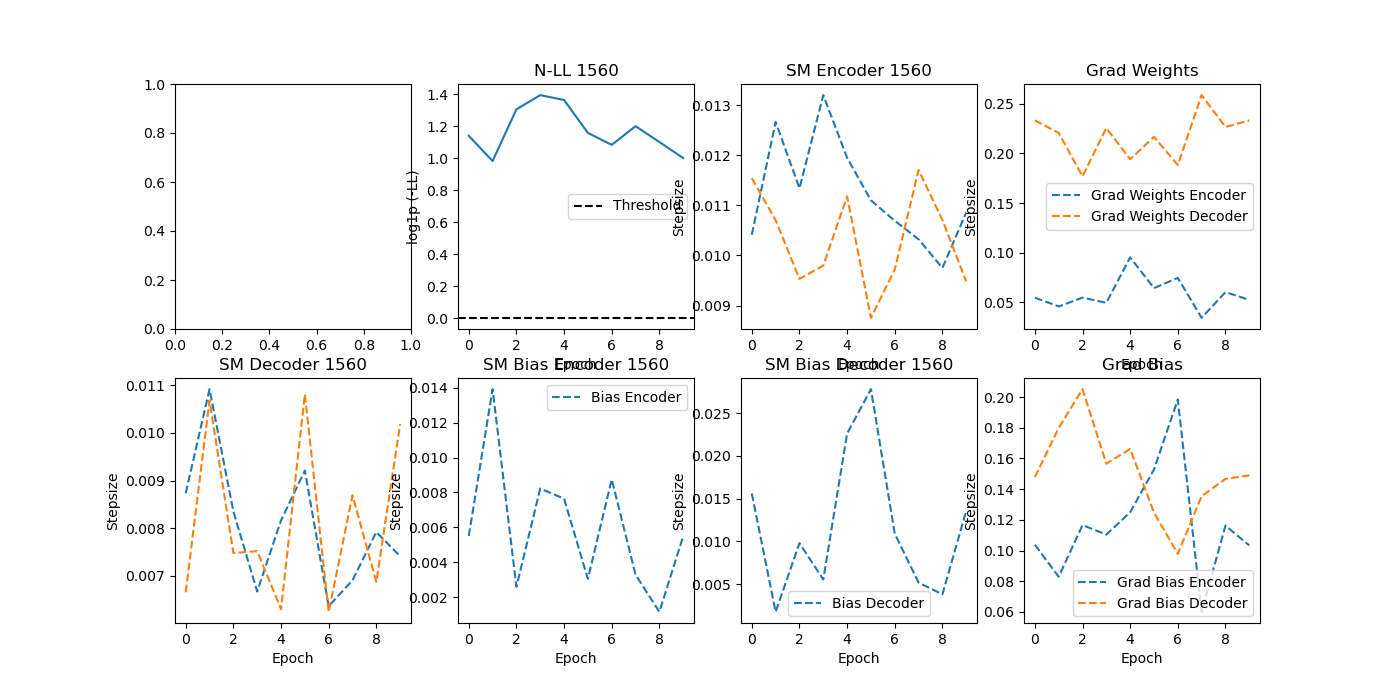 N-LL 1560
SM Encoder 1560
Grad Weights
1.0
0.8
0.6
0.4
0.2
0.0
0.0 0.2 0.4 0.6 0.8 1.0
log1p (-LL)
1.4
1.2
1.0
0.8
0.6
0.4
0.2
0.0
Threshold
0 2 4 6 8
Epoch
Stepsize
0.013
0.012
0.011
0.010
0.009
0 2 4 6 8
Epoch
Stepsize
0.25
0.20
0.15
0.10
0.05
Grad Weights Encoder
Grad Weights Decoder
0 2 4 6 8
Epoch
SM Decoder 1560
SM Bias Encoder 1560
SM Bias Decoder 1560
Grad Bias
Stepsize
0.011
0.010
0.009
0.008
0.007
0 2 4 6 8
Epoch
Stepsize
0.014
0.012
0.010
0.008
0.006
0.004
0.002
Bias Encoder
0 2 4 6 8
Epoch
Stepsize
0.025
0.020
0.015
0.010
0.005
Bias Decoder
0 2 4 6 8
Epoch
Stepsize
0.20
0.18
0.16
0.14
0.12
0.10
0.08
0.06
Grad Bias Encoder
Grad Bias Decoder
0 2 4 6 8
Epoch